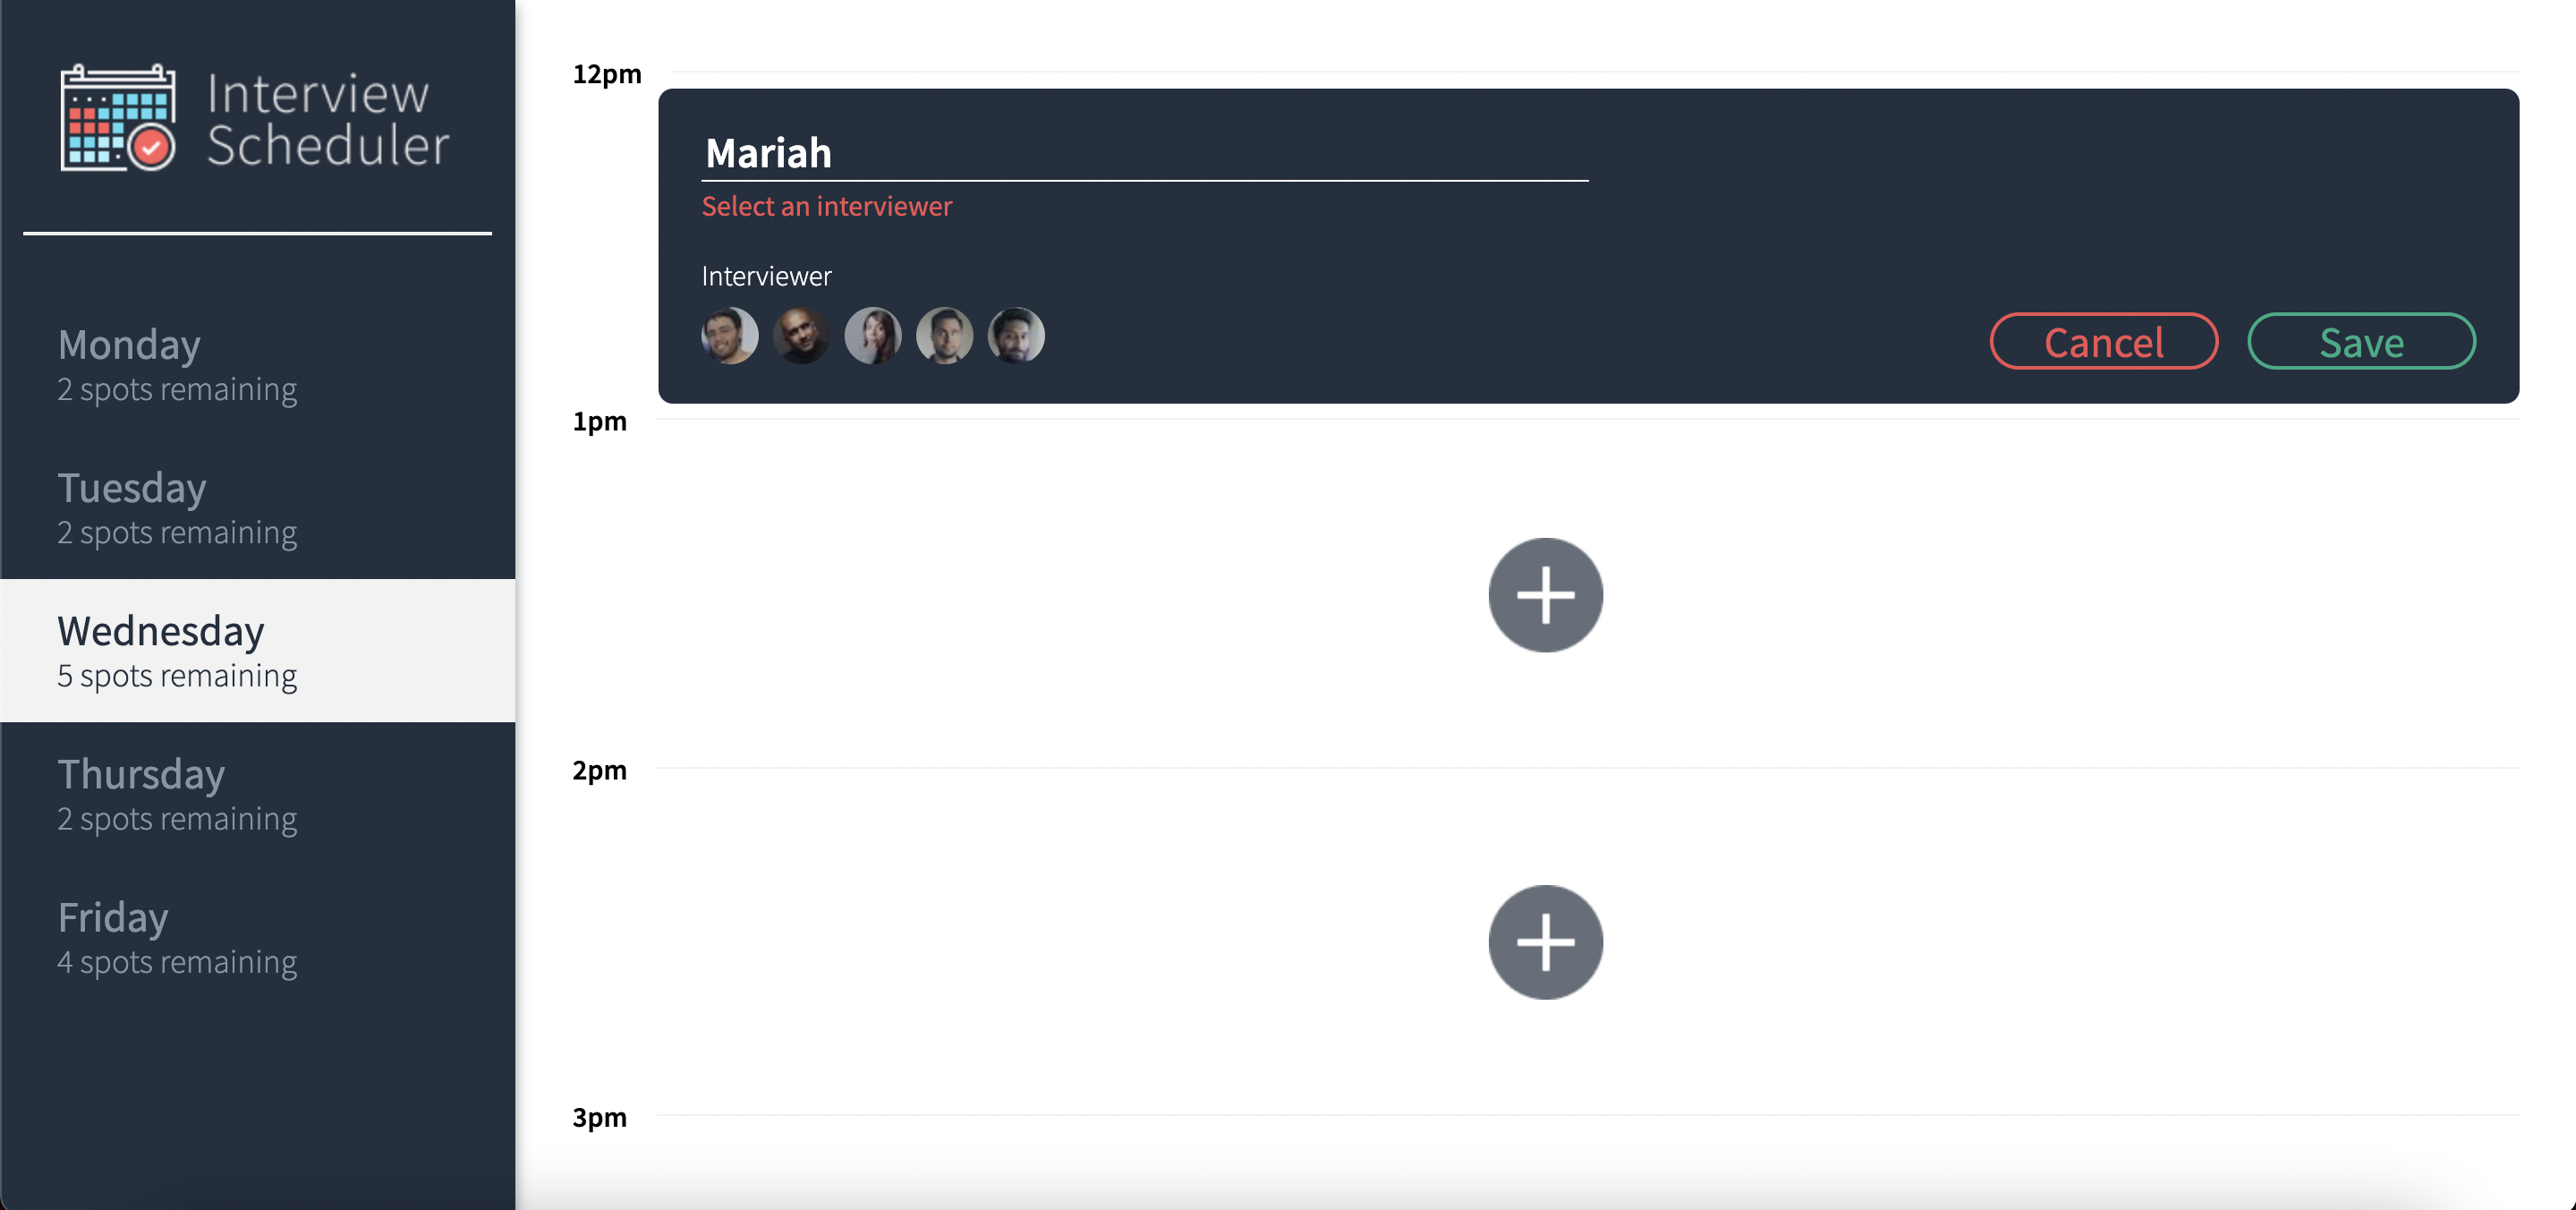 Interview
Scheduler
Monday
2 spots remaining
Tuesday
2 spots remaining
Wednesday
5 spots remaining
Thursday
2 spots remaining
Friday
4 spots remaining
12pm
Mariah
Select an interviewer
Interviewer
Cancel
Save
1pm
2pm
3pm